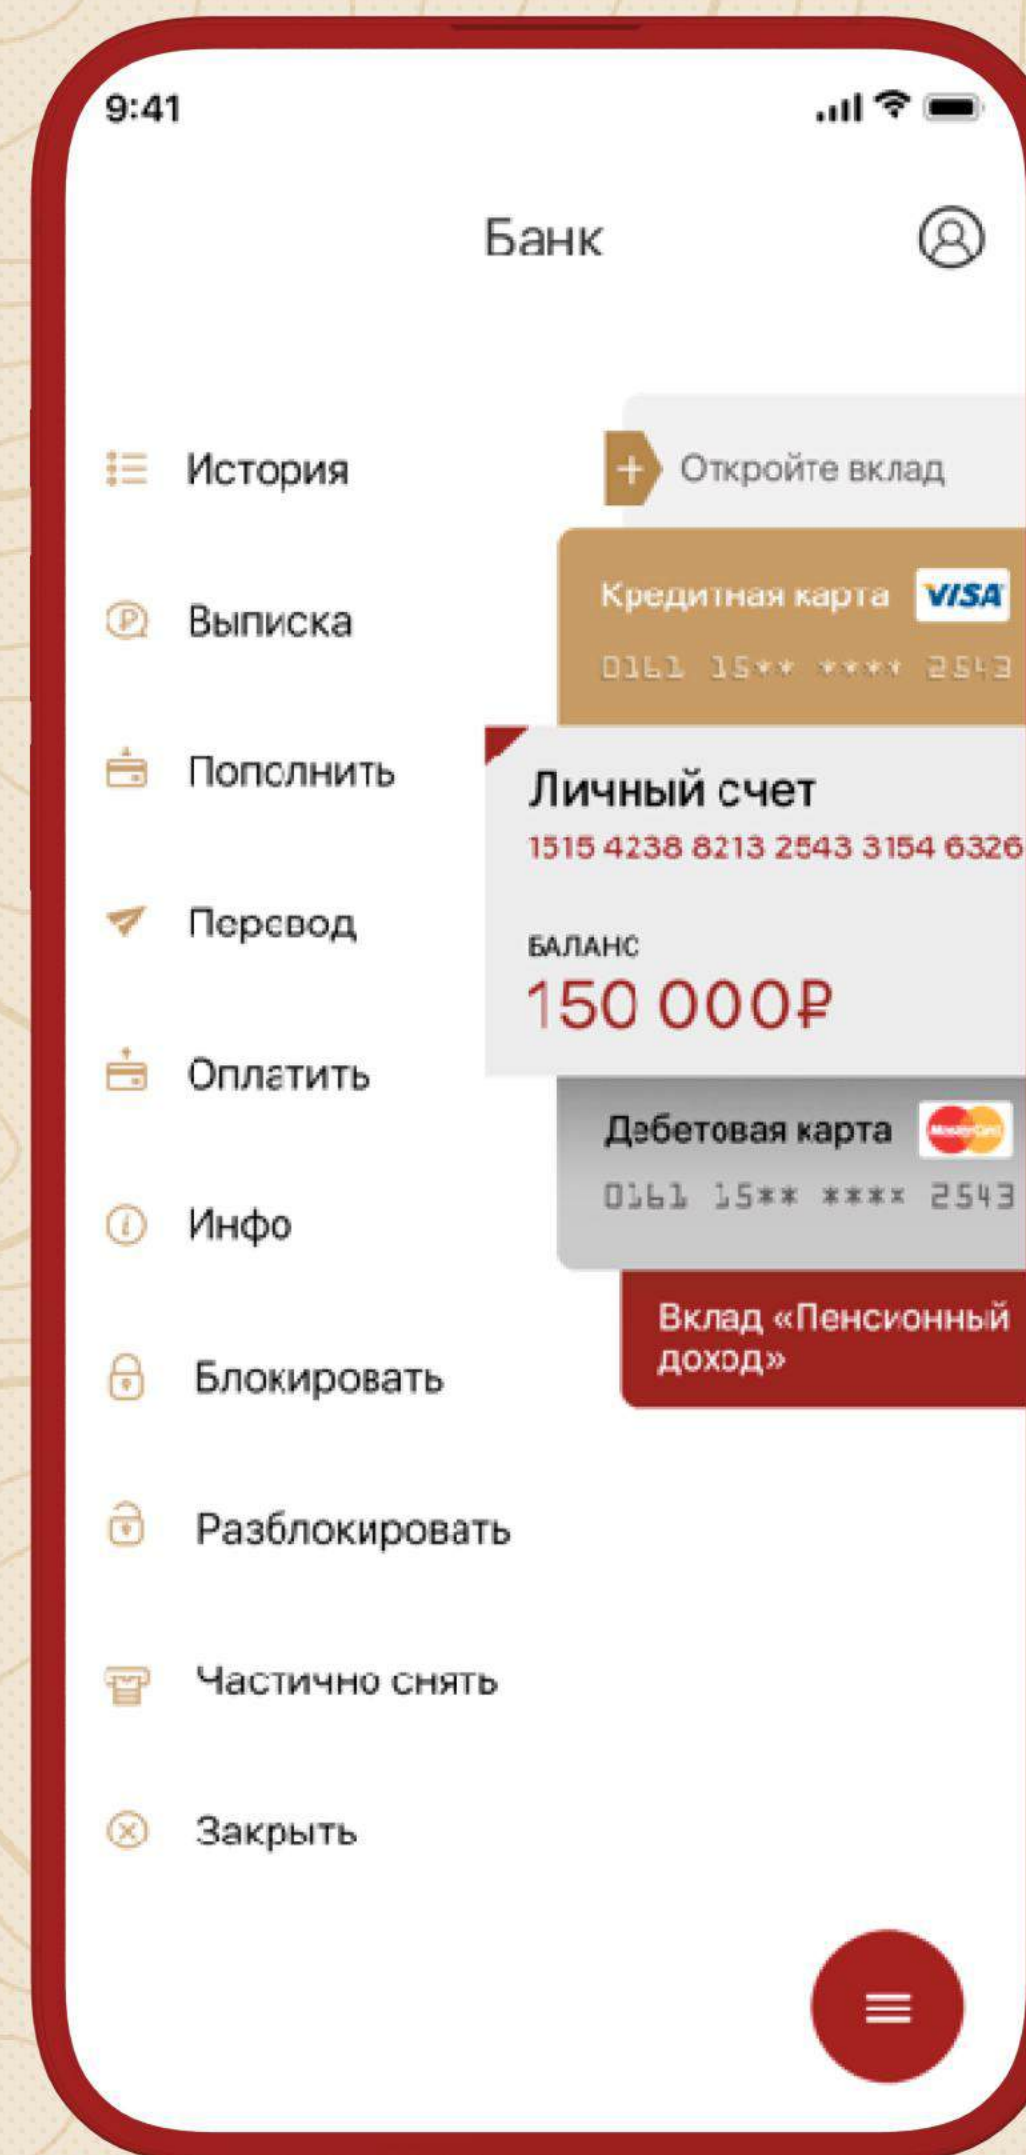 9:41
Банк
История
Выписка
Пополнить
Перевод
Оплатить
Инфо
Блокировать
Разблокировать
Частично снять
Закрыть
+ Откройте вклад
Кредитная карта VISA
0161 15** **** 2543
Личный счет
1515 4238 8213 2543 3154 6326
БАЛАНС
150 000₽
Дебетовая карта MasterCard
0161 15** **** 2543
Вклад «Пенсионный
доход»